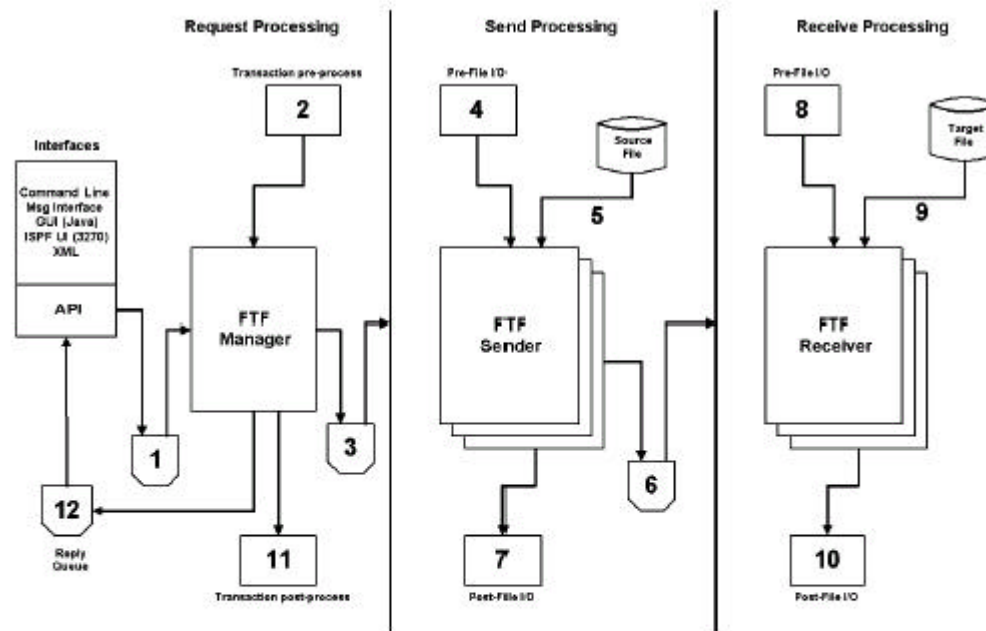 Request Processing
Send Processing
Receive Processing
Transaction pre-process
2
Pre-File I/O
4
Pre-File I/O
8
Source
File
Target
File
Interfaces
Command Line
Msg Interface
GUI (Java)
ISPF UI (3270)
XML
API
5
9
FTF
Manager
FTF
Sender
FTF
Receiver
1
3
6
12
Reply
Queue
11
Transaction post-process
7
Post-File I/O
10
Post-File I/O